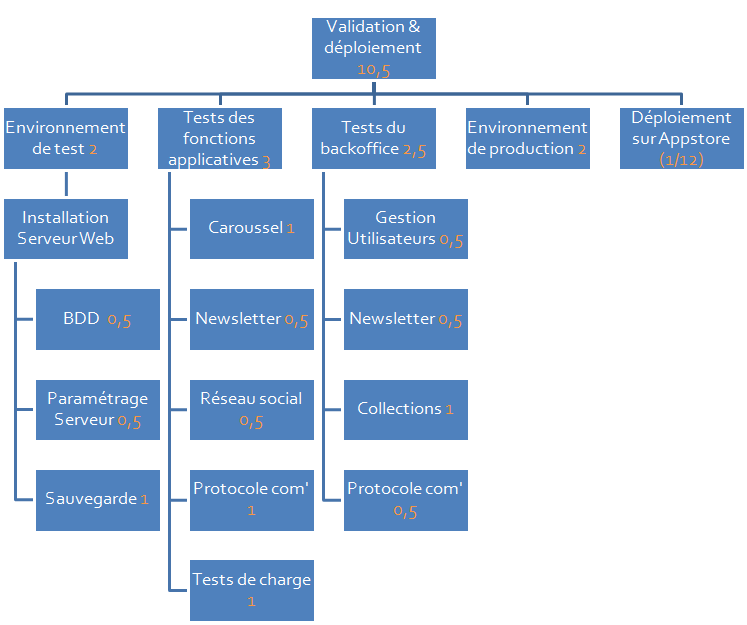 Validation &
déploiement
10,5
Environnement
de test 2
Tests des
fonctions
applicatives 3
Tests du
backoffice 2,5
Environnement
de production 2
Déploiement
sur Appstore
(1/12)
Installation
Serveur Web
BDD 0,5
Paramétrage
Serveur 0,5
Sauvegarde 1
Caroussel 1
Newsletter 0,5
Réseau social
0,5
Protocole com'
1
Tests de charge
1
Gestion
Utilisateurs 0,5
Newsletter 0,5
Collections 1
Protocole com'
0,5